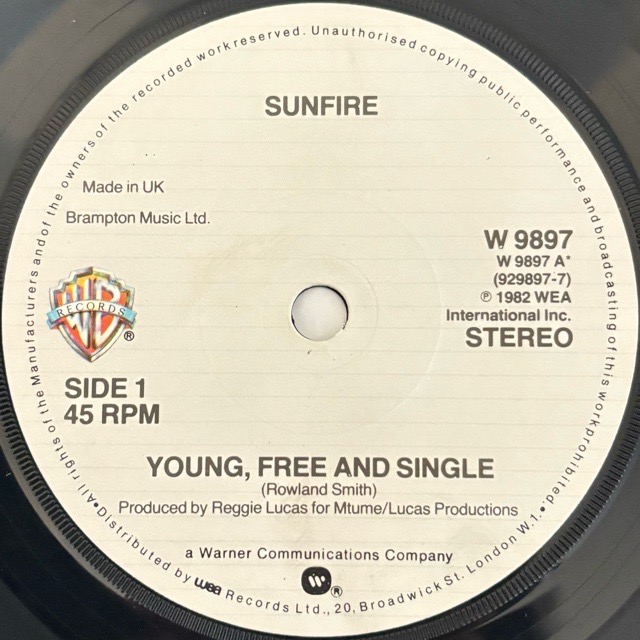 All rights of the Manufacturers and of the owners of the recorded work reserved. Unauthorised copying public performance and broadcasting of this work prohibited.
SUNFIRE
Made in UK
Brampton Music Ltd.
W 9897
W 9897 A*
(929897-7)
℗ 1982 WEA
International Inc.
STEREO
WB
RECORDS
®
SIDE 1
45 RPM
YOUNG, FREE AND SINGLE
(Rowland Smith)
Produced by Reggie Lucas for Mtume/Lucas Productions
a Warner Communications Company
®
•Distributed by wea Records Ltd., 20, Broadwick St. London W.1.•